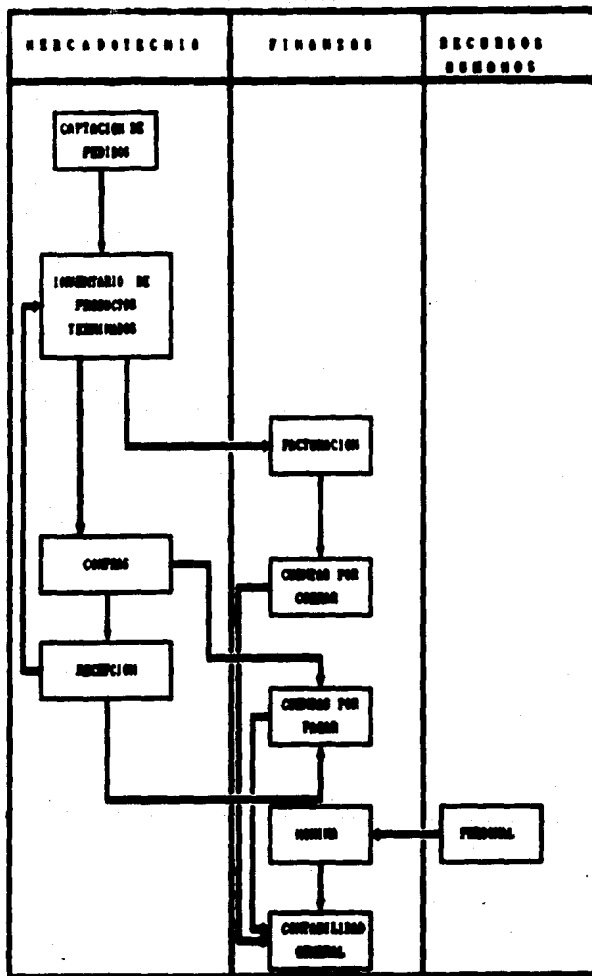 MERCADOTECNIA
FINANZAS
RECURSOS
HUMANOS
CAPTACION DE
PEDIDOS
INVENTARIO DE
PRODUCTOS
TERMINADOS
FACTURACION
COMPRAS
CUENTAS POR
COBRAR
RECEPCION
CUENTAS POR
PAGAR
NOMINA
PERSONAL
CONTABILIDAD
GENERAL